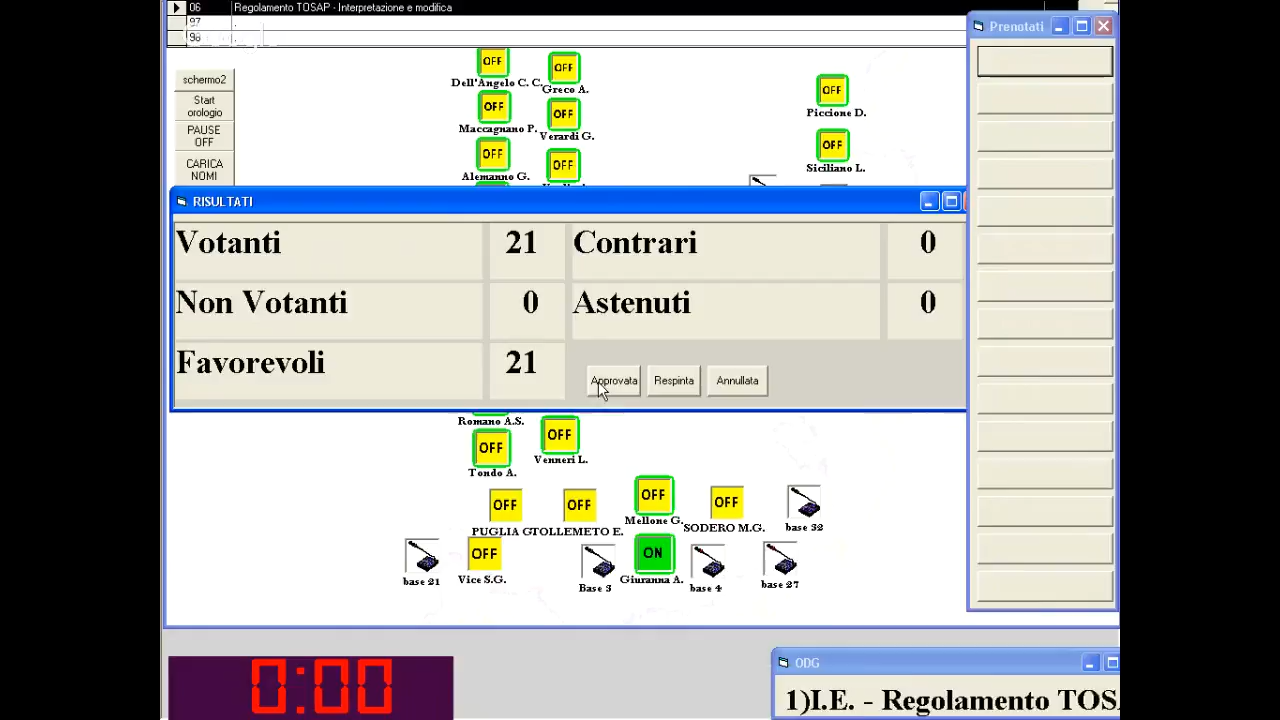 06 Regolamento TOSAP - Interpretazione e modifica
97 .
98 .
Prenotati
schermo2
Start
orologio
PAUSE
OFF
CARICA
NOMI
OFF
Dell'Angelo C. C.
OFF
Greco A.
OFF
Piccione D.
OFF
Maccagnano P.
OFF
Verardi G.
OFF
Alemanno G.
OFF
OFF
Siciliano L.
RISULTATI
Votanti 21 Contrari 0
Non Votanti 0 Astenuti 0
Favorevoli 21
Approvata Respinta Annullata
Romano A.S.
OFF
Tondo A.
OFF
Venneri L.
OFF OFF OFF OFF
PUGLIA G TOLLEMETO E. Mellone G. SODERO M.G. base 32
base 21
OFF
Vice S.G.
Base 3
ON
Giuranna A.
base 4
base 27
0:00
ODG
1)I.E. - Regolamento TOSA